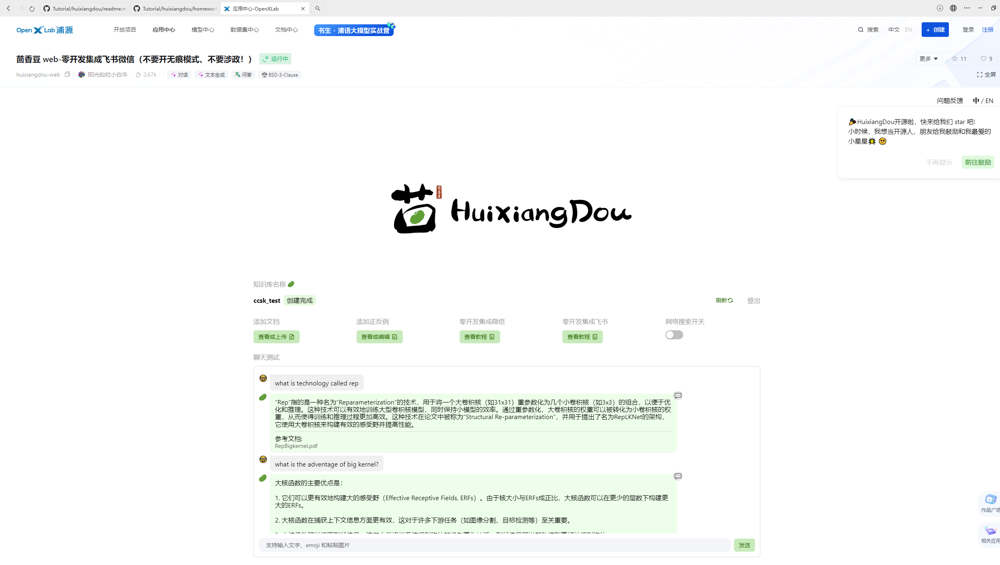 Tutorial/huixiangdou/readme.m
Tutorial/huixiangdou/homework
应用中心-OpenXLab
OpenXLab浦源
开放项目
应用中心
模型中心
数据集中心
文档中心
书生·浦语大模型实战营
搜索
中文 EN
+ 创建
登录
注册
茴香豆 web-零开发集成飞书微信（不要开无痕模式、不要涉政！）
运行中
更多
11
9
huixiangdou-web
阳光灿烂小白牛
2.67k
对话
文本生成
问答
BSD-3-Clause
全屏
问题反馈
中 / EN
HuixiangDou开源啦，快来给我们 star 吧!
小时候，我想当开源人，朋友给我鼓励和我最爱的
小星星
不再显示
前往鼓励
茴香豆
茴 HuixiangDou
知识库名称
ccsk_test 创建完成
刷新
登出
添加文档
添加正反例
零开发集成微信
零开发集成飞书
网络搜索开关
查看或上传
查看或编辑
查看教程
查看教程
聊天测试
what is technology called rep
“Rep”指的是一种名为“Reparameterization”的技术，用于将一个大卷积核（如31x31）重参数化为几个小卷积核（如3x3）的组合，以便于优
化和推理。这种技术可以有效地训练大型卷积核模型，同时保持小模型的效率。通过重参数化，大卷积核的权重可以被转化为小卷积核的权
重，从而使得训练和推理过程更加高效。这种技术在论文中被称为“Structural Re-parameterization”，并用于提出了名为RepLKNet的架构，
它使用大卷积核来构建有效的感受野并提高性能。
参考文档:
RepBigkernel.pdf
what is the adventage of big kernel?
大核函数的主要优点是：
1. 它们可以更有效地构建大的感受野（Effective Receptive Fields, ERFs）。由于核大小与ERFs成正比，大核函数可以在更少的层数下构建更
大的ERFs。
2. 大核函数在捕获上下文信息方面更有效，这对于许多下游任务（如图像分割、目标检测等）至关重要。
支持输入文字、emoji 和粘贴图片
发送
作品广场
相关应用